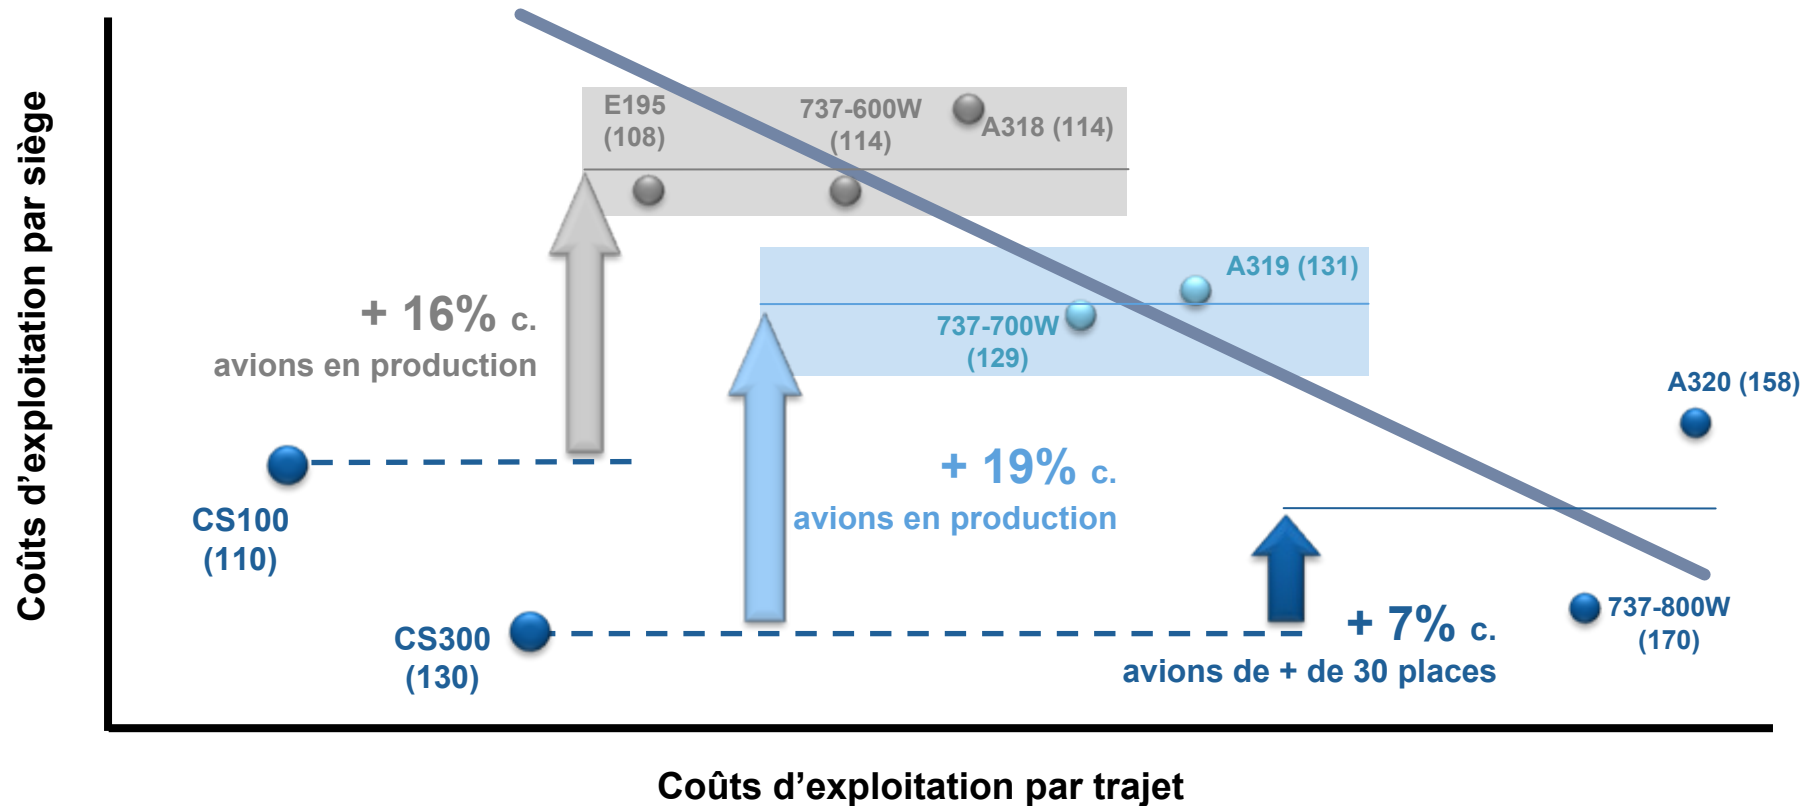 Coûts d’exploitation par siège
E195
(108)
737-600W
(114)
A318 (114)
A319 (131)
737-700W
(129)
+ 16% c.
avions en production
A320 (158)
+ 19% c.
avions en production
CS100
(110)
CS300
(130)
+ 7% c.
avions de + de 30 places
737-800W
(170)
Coûts d’exploitation par trajet